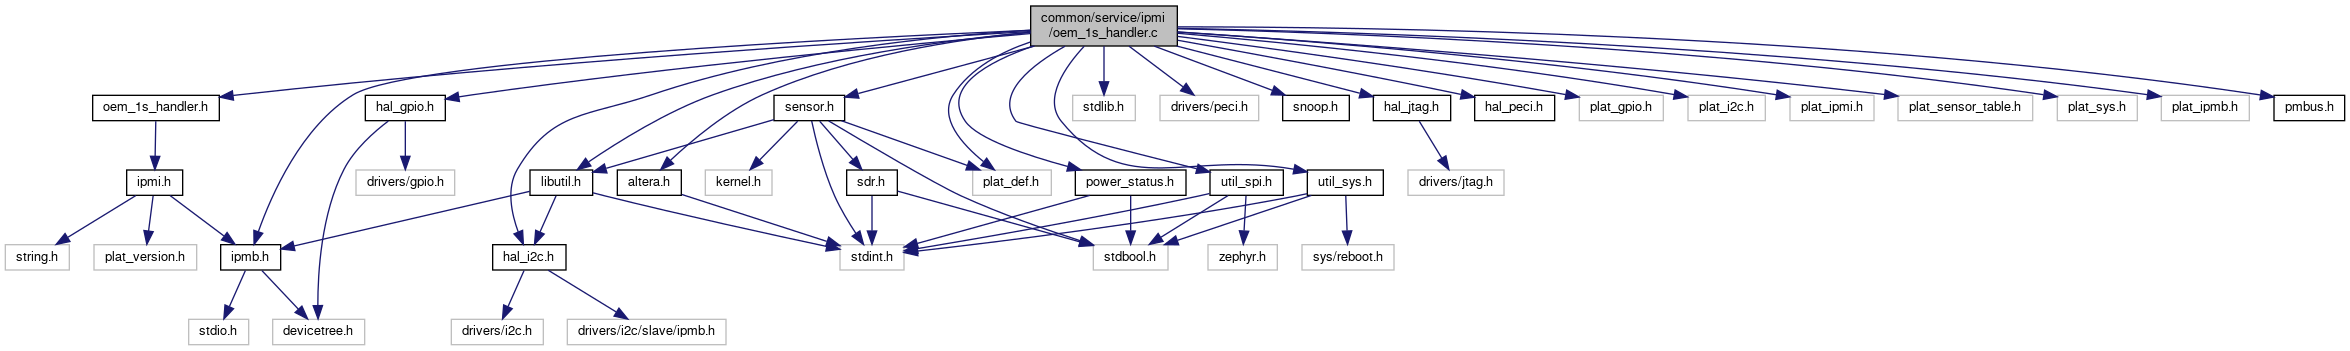 common/service/ipmi
/oem_1s_handler.c
oem_1s_handler.h
hal_gpio.h
sensor.h
stdlib.h
drivers/peci.h
snoop.h
hal_jtag.h
hal_peci.h
plat_gpio.h
plat_i2c.h
plat_ipmi.h
plat_sensor_table.h
plat_sys.h
plat_ipmb.h
pmbus.h
ipmi.h
drivers/gpio.h
libutil.h
altera.h
kernel.h
sdr.h
plat_def.h
power_status.h
util_spi.h
util_sys.h
drivers/jtag.h
string.h
plat_version.h
ipmb.h
hal_i2c.h
stdint.h
stdbool.h
zephyr.h
sys/reboot.h
stdio.h
devicetree.h
drivers/i2c.h
drivers/i2c/slave/ipmb.h